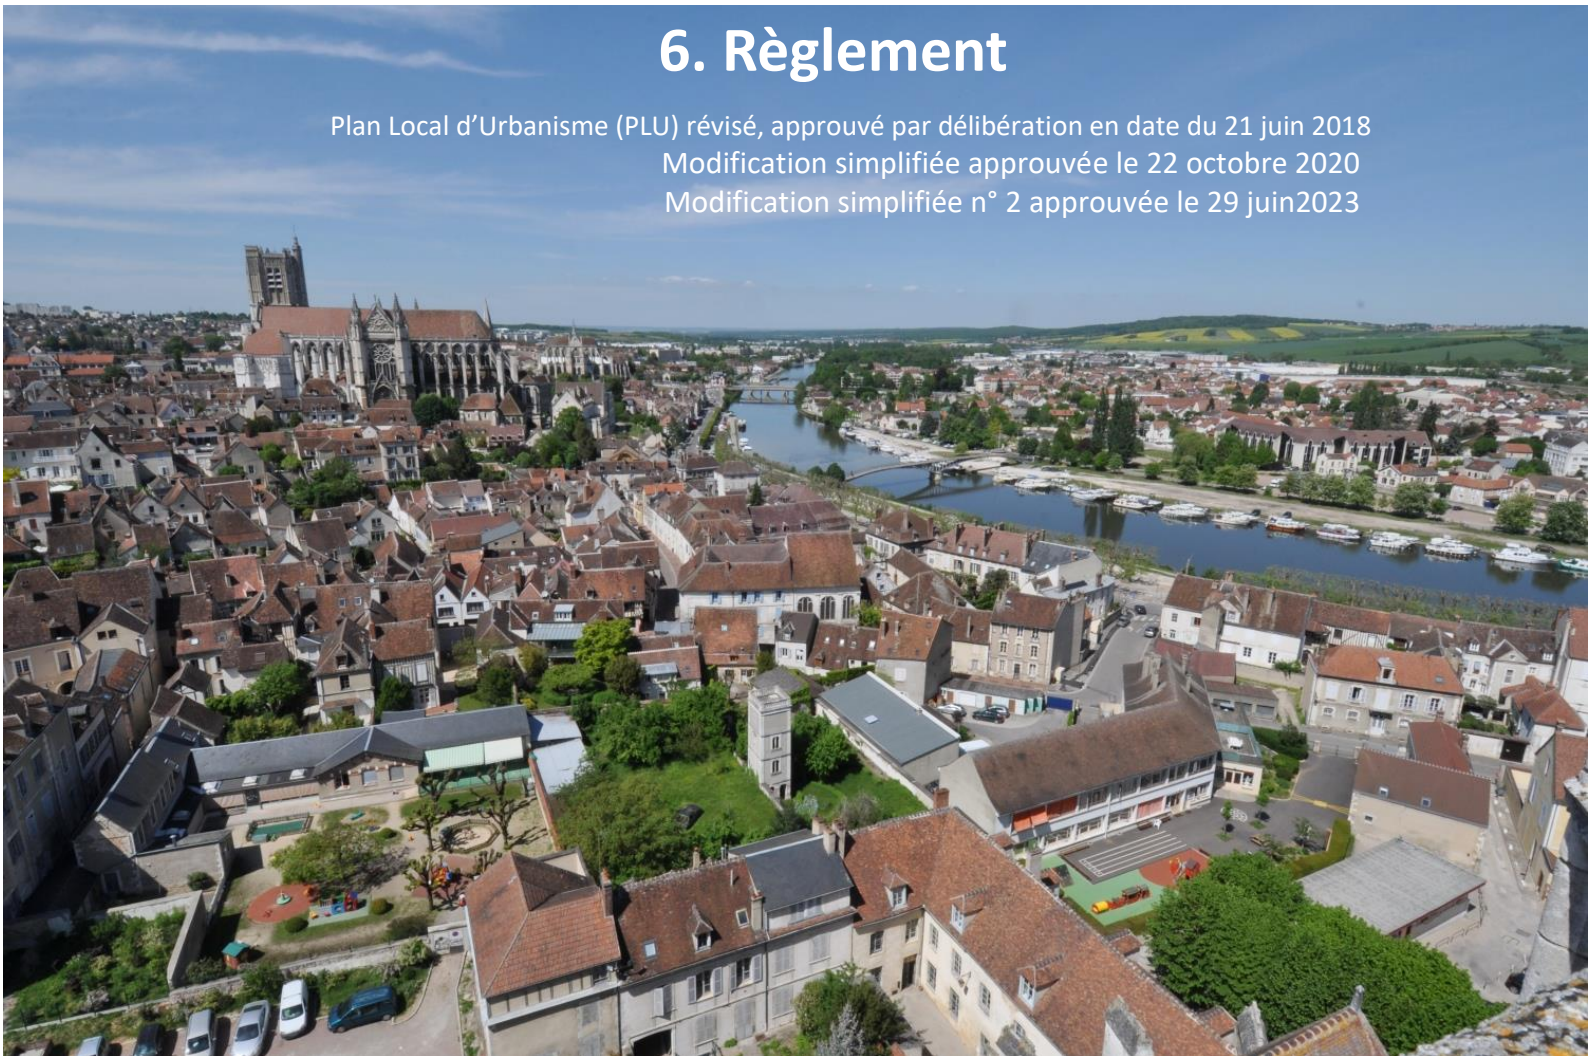 6. Règlement
Plan Local d'Urbanisme (PLU) révisé, approuvé par délibération en date du 21 juin 2018
Modification simplifiée approuvée le 22 octobre 2020
Modification simplifiée n° 2 approuvée le 29 juin2023